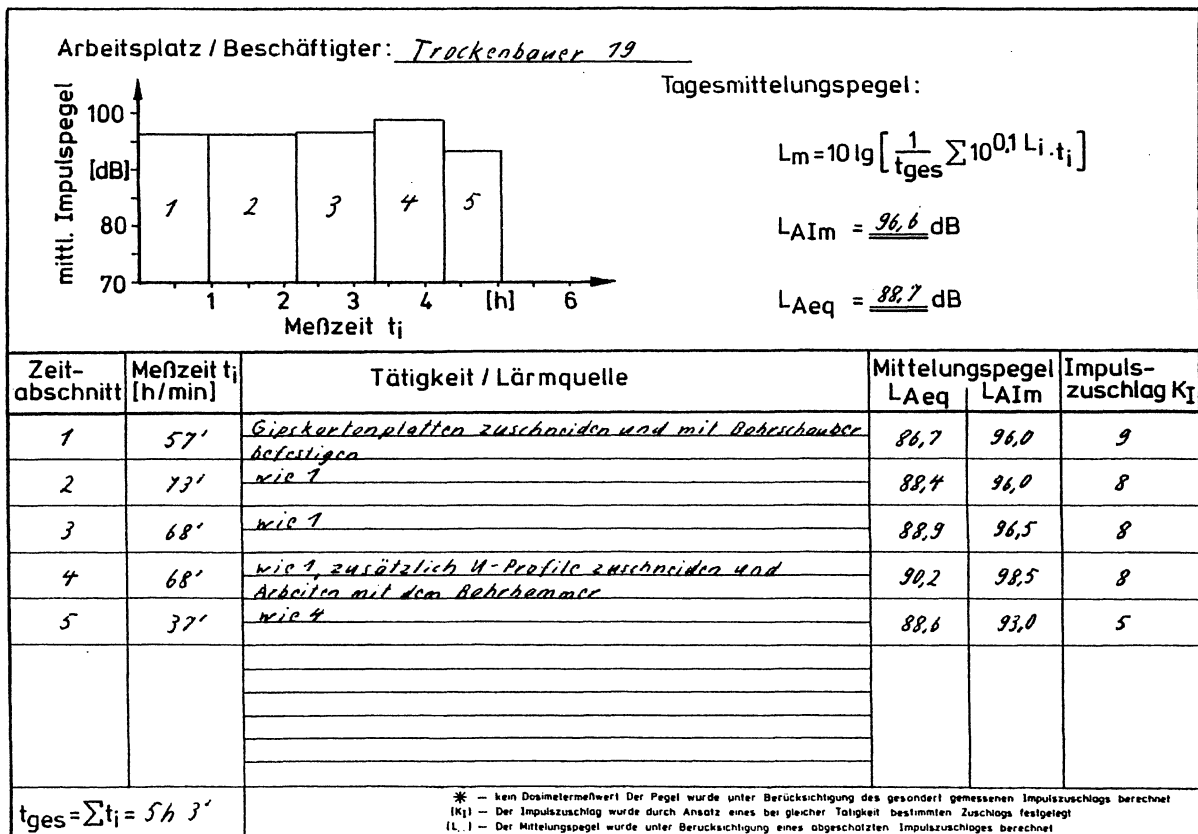 Arbeitsplatz / Beschäftigter: Trockenbauer 19
mittl. Impulspegel
[dB]
100
80
70
1 2 3 4 5
1 2 3 4 [h] 6
Meßzeit ti
Tagesmittelungspegel:
Lm = 10 lg [ 1/tges ∑ 10^0,1 Li · ti ]
LAIm = 96,6 dB
LAeq = 88,7 dB
Zeit- Meßzeit ti Tätigkeit / Lärmquelle Mittelungspegel Impuls-
abschnitt [h/min] LAeq LAIm zuschlag KI
1 57' Gipskartonplatten zuschneiden und mit Bohrschauber 86,7 96,0 9
befestigen
2 73' wie 1 88,4 96,0 8
3 68' wie 1 88,9 96,5 8
4 68' wie 1, zusätzlich U-Profile zuschneiden und 90,2 98,5 8
Arbeiten mit dem Bohrhammer
5 37' wie 4 88,6 93,0 5
tges = ∑ti = 5h 3'
* – kein Dosimetermeßwert Der Pegel wurde unter Berücksichtigung des gesondert gemessenen Impulszuschlags berechnet
(KI) – Der Impulszuschlag wurde durch Ansatz eines bei gleicher Tätigkeit bestimmten Zuschlags festgelegt
(L..) – Der Mittelungspegel wurde unter Berucksichtigung eines abgeschatzten Impulszuschlages berechnet